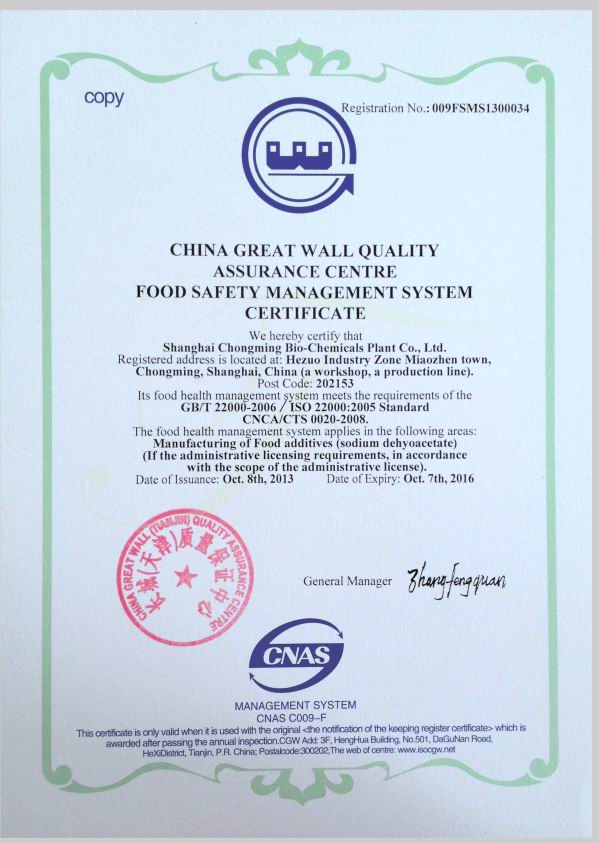 copy
Registration No.: 009FSMS1300034
CHINA GREAT WALL QUALITY
ASSURANCE CENTRE
FOOD SAFETY MANAGEMENT SYSTEM
CERTIFICATE
We hereby certify that
Shanghai Chongming Bio-Chemicals Plant Co., Ltd.
Registered address is located at: Hezuo Industry Zone Miaozhen town,
Chongming, Shanghai, China (a workshop, a production line).
Post Code: 202153
Its food health management system meets the requirements of the
GB/T 22000-2006 / ISO 22000:2005 Standard
CNCA/CTS 0020-2008.
The food health management system applies in the following areas:
Manufacturing of Food additives (sodium dehyoacetate)
(If the administrative licensing requirements, in accordance
with the scope of the administrative license).
Date of Issuance: Oct. 8th, 2013 Date of Expiry: Oct. 7th, 2016
CHINA GREAT WALL (TIANJIN) QUALITY ASSURANCE CENTRE
长城(天津)质量保证中心
General Manager Zhang fengquan
CNAS
MANAGEMENT SYSTEM
CNAS C009-F
This certificate is only valid when it is used with the original <the notification of the keeping register certificate> which is
awarded after passing the annual inspection.CGW Add: 3F, HengHua Building, No.501, DaGuNan Road,
HeXiDistrict, Tianjin, P.R. China; Postalcode:300202;The web of centre: www.isocgw.net